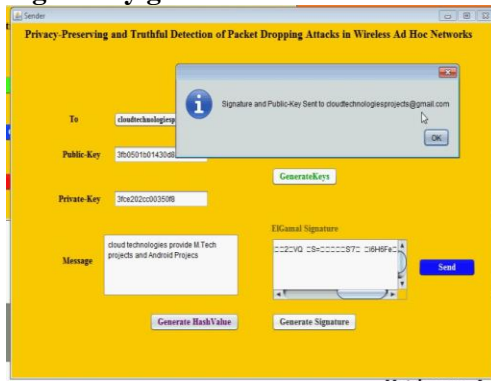 Sender
Privacy-Preserving and Truthful Detection of Packet Dropping Attacks in Wireless Ad Hoc Networks
Signature and Public-Key Sent to cloudtechnologiesprojects@gmail.com
OK
To
cloudtechnologiesp
Public-Key
3fb0501b01430d8
GenerateKeys
Private-Key
3fce202cc00350f8
ElGamal Signature
Message
cloud technologies provide M.Tech
projects and Android Projecs
Send
Generate HashValue
Generate Signature